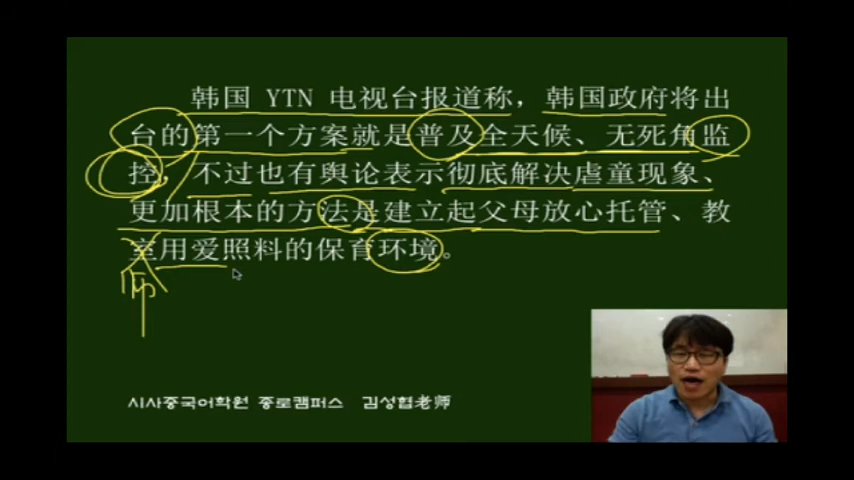 韩国 YTN 电视台报道称，韩国政府将出
台的第一个方案就是普及全天候、无死角监
控，不过也有舆论表示彻底解决虐童现象、
更加根本的方法是建立起父母放心托管、教
室用爱照料的保育环境。
师
시사중국어학원 종로캠퍼스 김성협老师